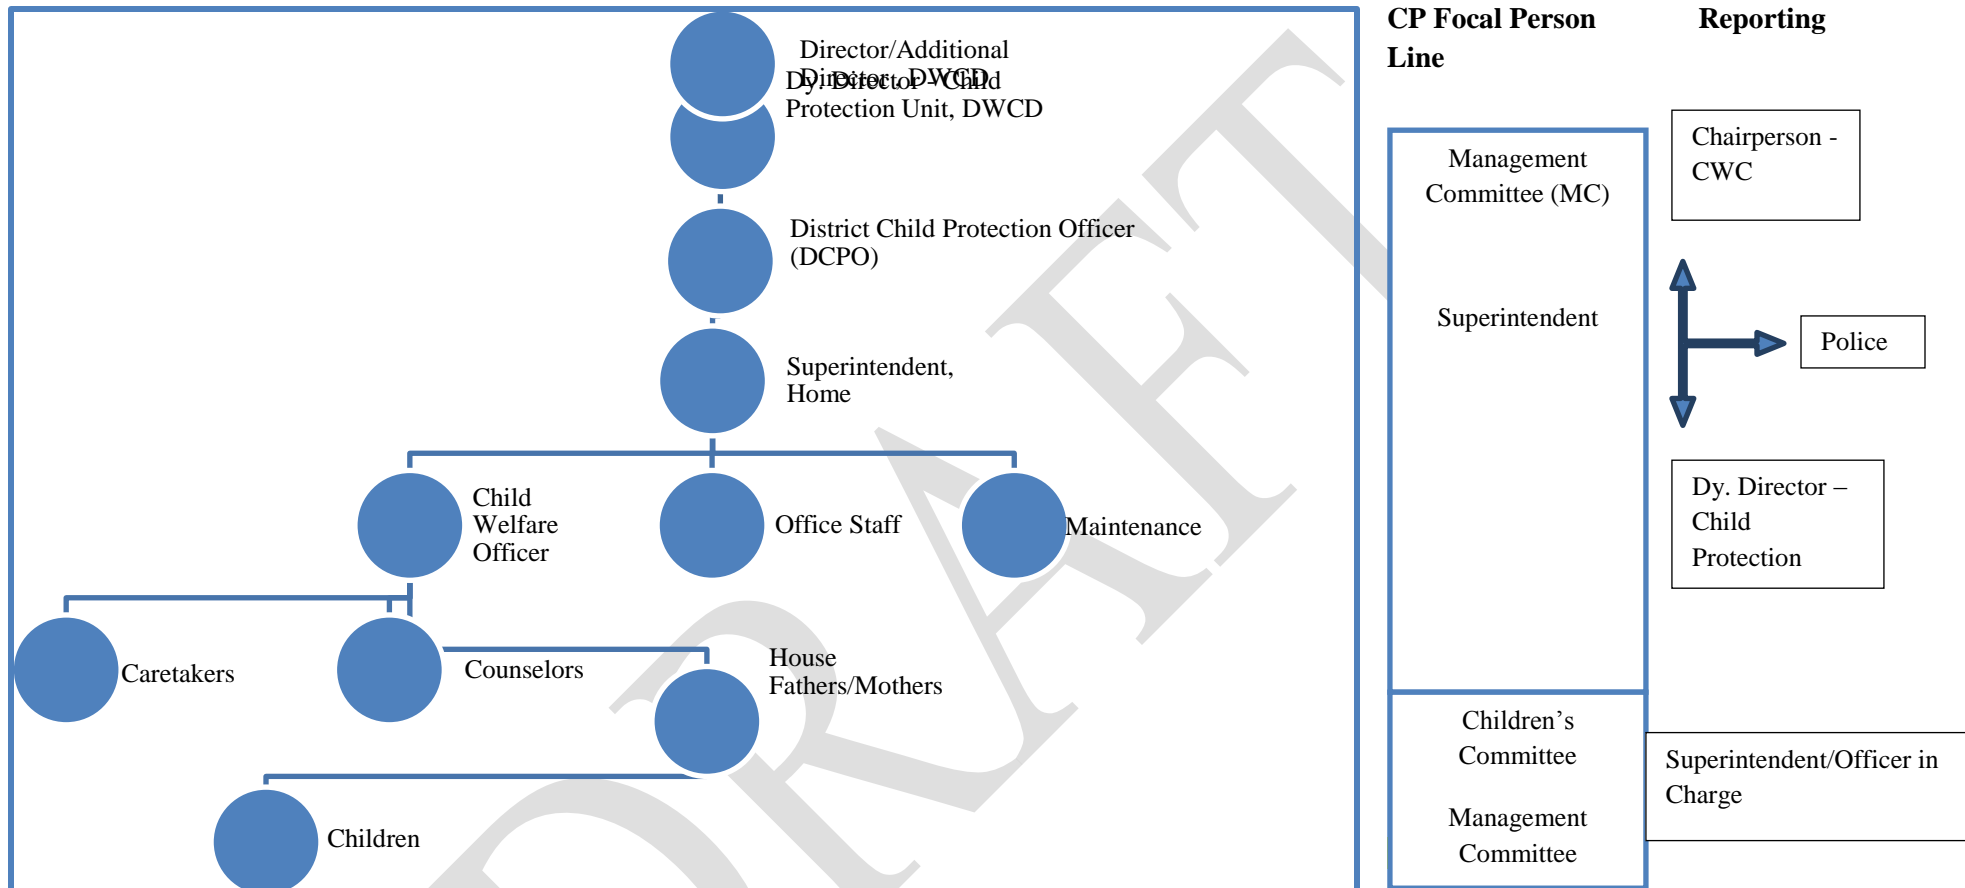 Director/Additional
Director, DWCD
Dy. Director - Child
Protection Unit, DWCD
District Child Protection Officer
(DCPO)
Superintendent,
Home
Child
Welfare
Officer
Office Staff
Maintenance
Caretakers
Counselors
House
Fathers/Mothers
Children
CP Focal Person
Line
Reporting
Management
Committee (MC)
Superintendent
Chairperson -
CWC
Police
Dy. Director –
Child
Protection
Children’s
Committee
Management
Committee
Superintendent/Officer in
Charge
DRAFT